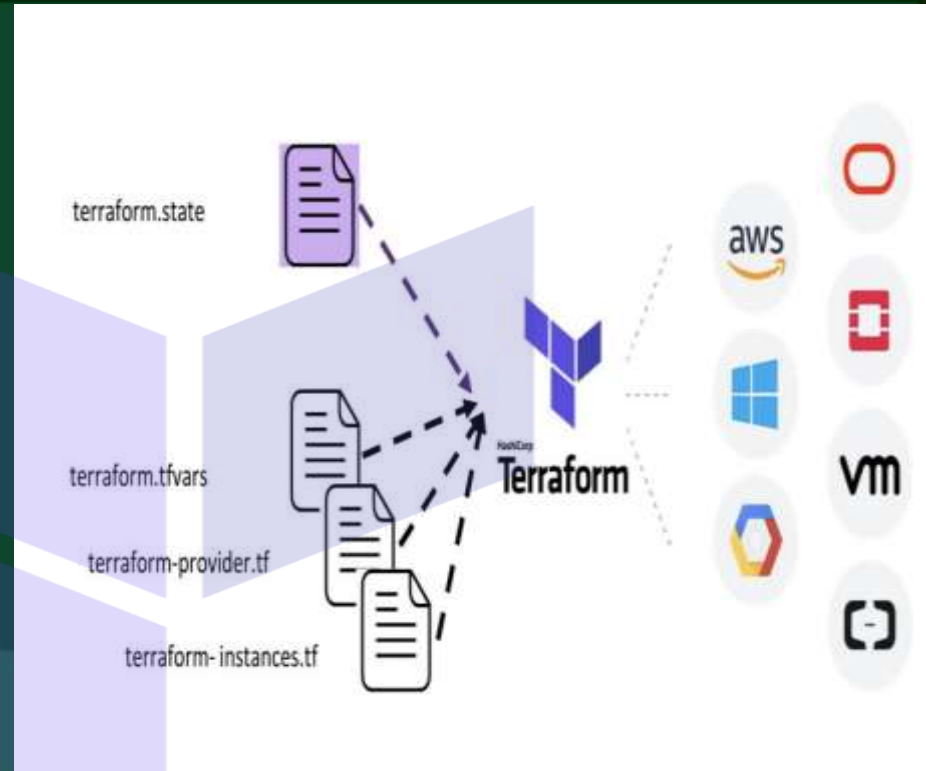 terraform.state
aws
terraform.tfvars
HashiCorp
Terraform
vm
terraform-provider.tf
terraform- instances.tf